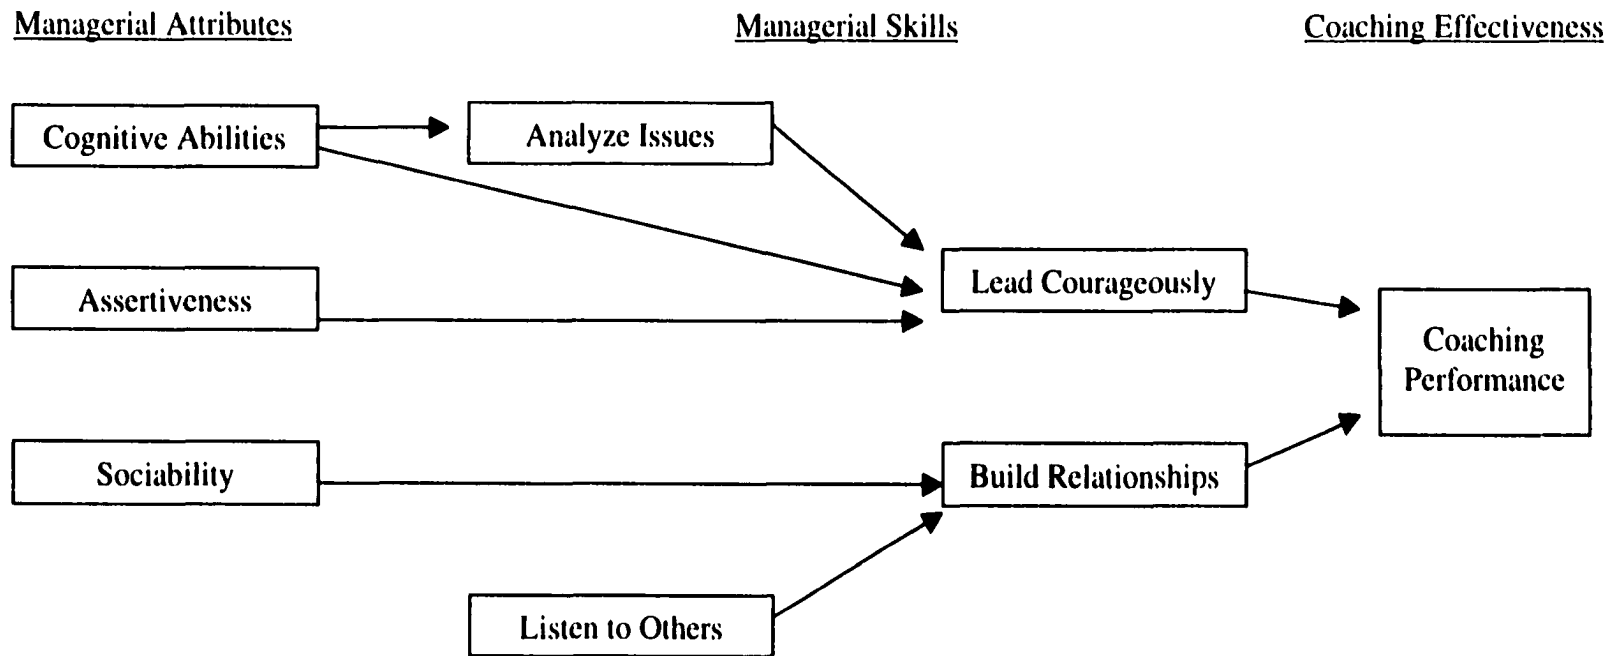 Managerial Attributes
Managerial Skills
Coaching Effectiveness
Cognitive Abilities
Analyze Issues
Assertiveness
Lead Courageously
Coaching
Performance
Sociability
Build Relationships
Listen to Others